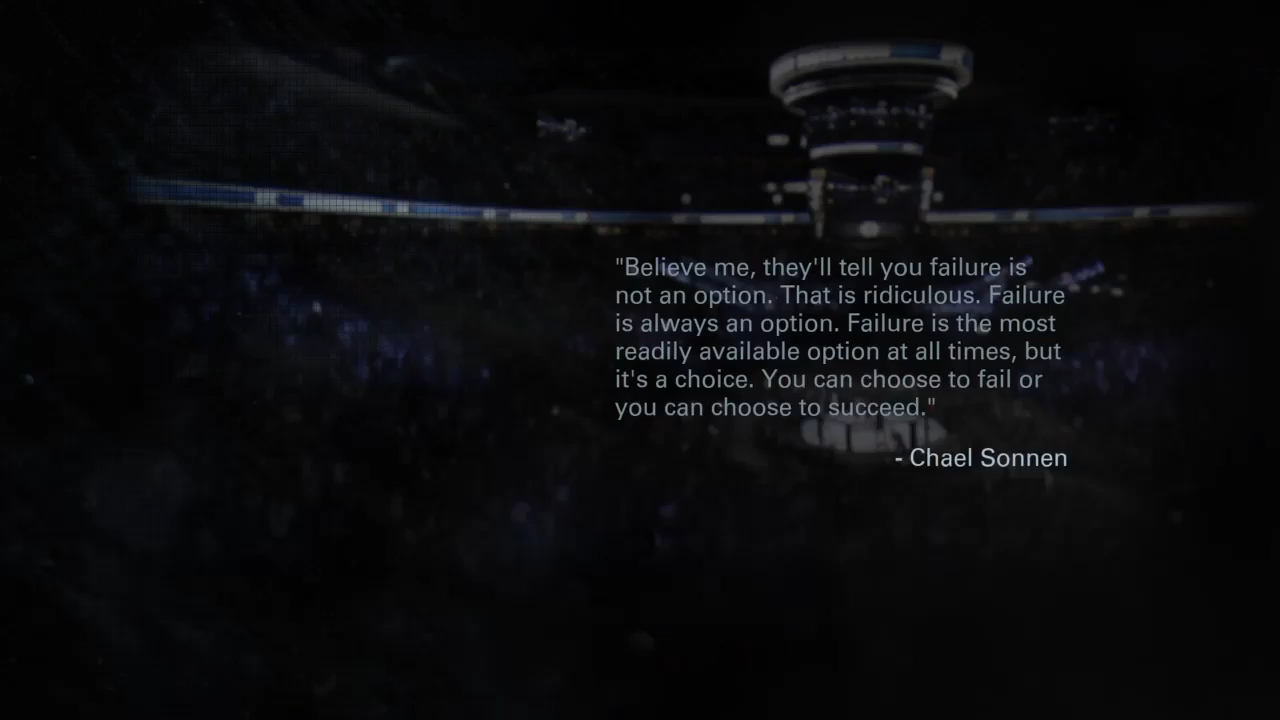 "Believe me, they'll tell you failure is
not an option. That is ridiculous. Failure
is always an option. Failure is the most
readily available option at all times, but
it's a choice. You can choose to fail or
you can choose to succeed."
- Chael Sonnen